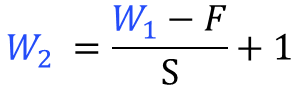 W₂ = (W₁ − F) / S + 1